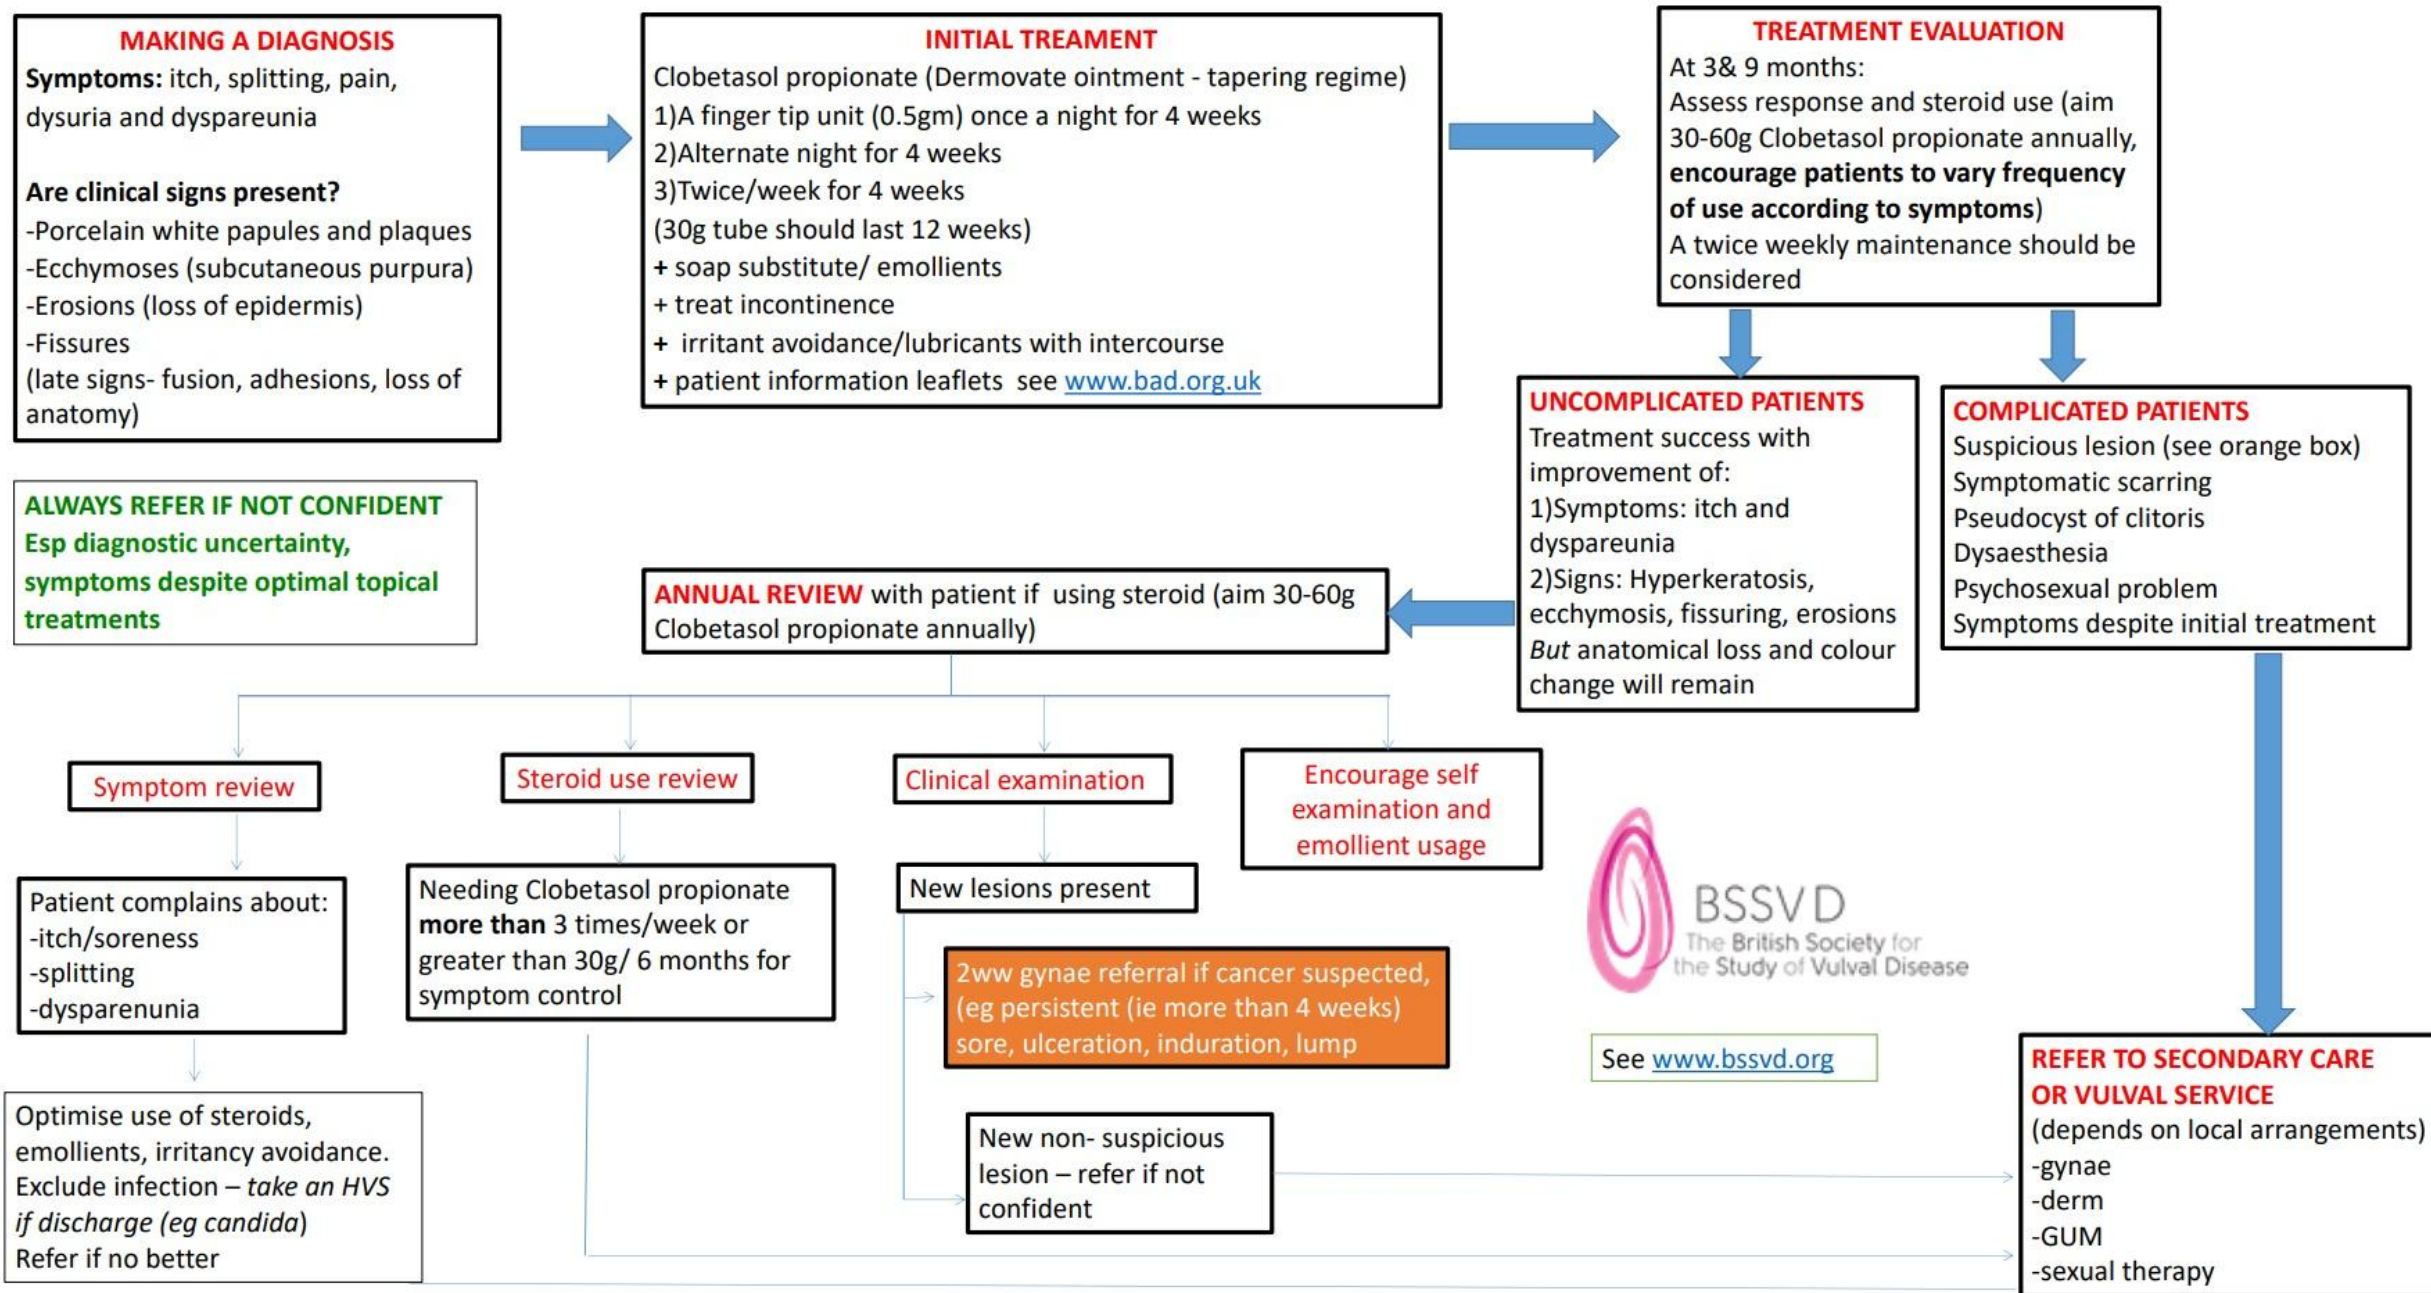 MAKING A DIAGNOSIS
Symptoms: itch, splitting, pain,
dysuria and dyspareunia
Are clinical signs present?
-Porcelain white papules and plaques
-Ecchymoses (subcutaneous purpura)
-Erosions (loss of epidermis)
-Fissures
(late signs- fusion, adhesions, loss of
anatomy)
INITIAL TREAMENT
Clobetasol propionate (Dermovate ointment - tapering regime)
1)A finger tip unit (0.5gm) once a night for 4 weeks
2)Alternate night for 4 weeks
3)Twice/week for 4 weeks
(30g tube should last 12 weeks)
+ soap substitute/ emollients
+ treat incontinence
+ irritant avoidance/lubricants with intercourse
+ patient information leaflets see www.bad.org.uk
TREATMENT EVALUATION
At 3& 9 months:
Assess response and steroid use (aim
30-60g Clobetasol propionate annually,
encourage patients to vary frequency
of use according to symptoms)
A twice weekly maintenance should be
considered
UNCOMPLICATED PATIENTS
Treatment success with
improvement of:
1)Symptoms: itch and
dyspareunia
2)Signs: Hyperkeratosis,
ecchymosis, fissuring, erosions
But anatomical loss and colour
change will remain
COMPLICATED PATIENTS
Suspicious lesion (see orange box)
Symptomatic scarring
Pseudocyst of clitoris
Dysaesthesia
Psychosexual problem
Symptoms despite initial treatment
ALWAYS REFER IF NOT CONFIDENT
Esp diagnostic uncertainty,
symptoms despite optimal topical
treatments
ANNUAL REVIEW with patient if using steroid (aim 30-60g
Clobetasol propionate annually)
Symptom review
Steroid use review
Clinical examination
Encourage self
examination and
emollient usage
Patient complains about:
-itch/soreness
-splitting
-dysparenunia
Needing Clobetasol propionate
more than 3 times/week or
greater than 30g/ 6 months for
symptom control
New lesions present
2ww gynae referral if cancer suspected,
(eg persistent (ie more than 4 weeks)
sore, ulceration, induration, lump
BSSVD
The British Society for
the Study of Vulval Disease
See www.bssvd.org
Optimise use of steroids,
emollients, irritancy avoidance.
Exclude infection – take an HVS
if discharge (eg candida)
Refer if no better
New non- suspicious
lesion – refer if not
confident
REFER TO SECONDARY CARE
OR VULVAL SERVICE
(depends on local arrangements)
-gynae
-derm
-GUM
-sexual therapy